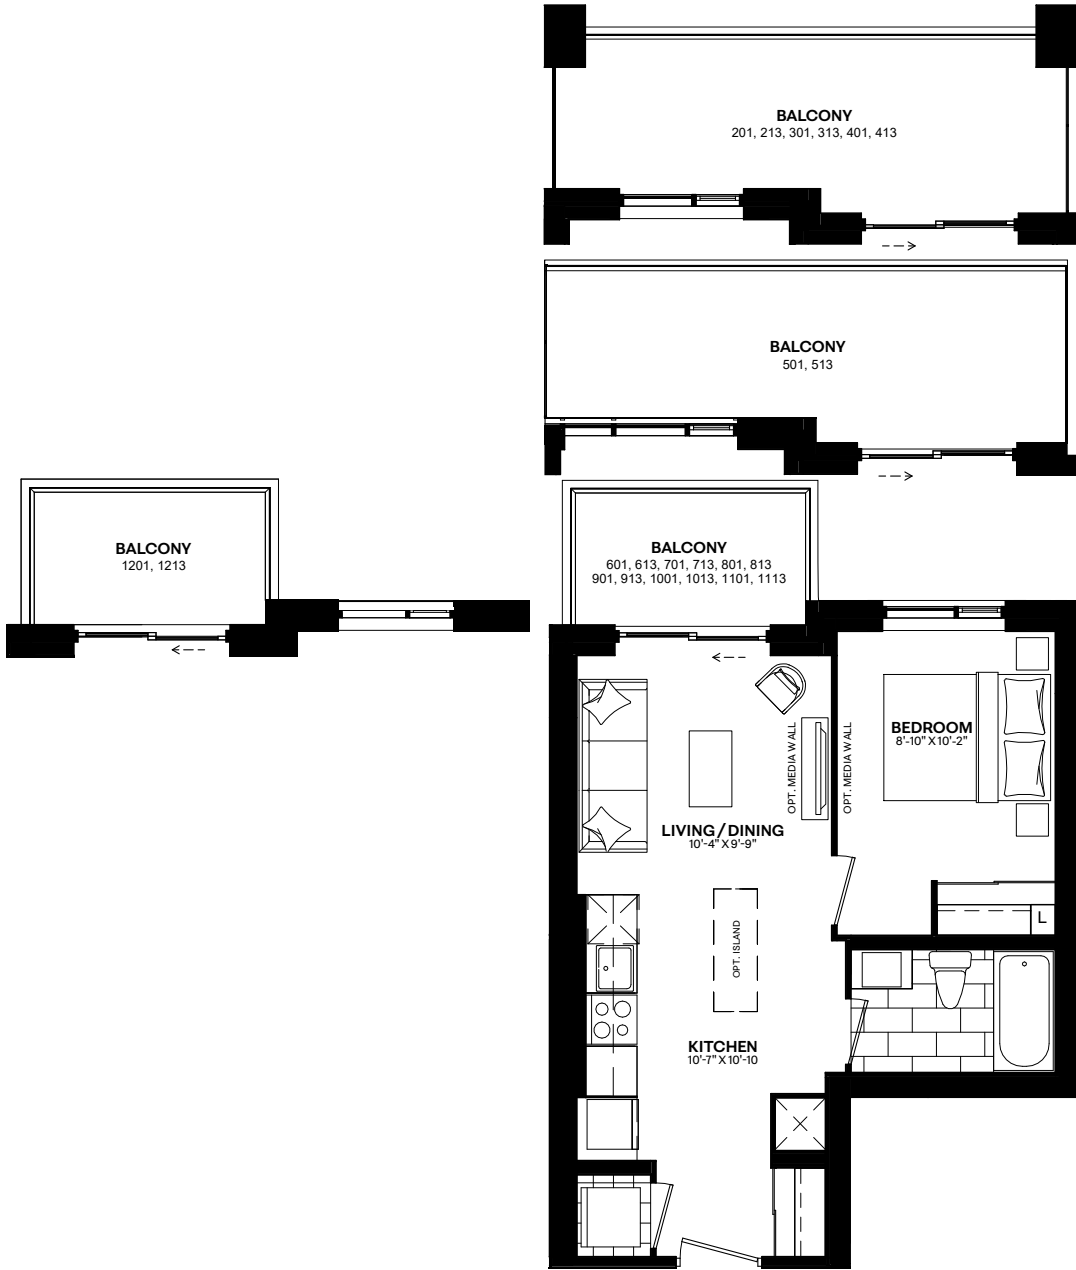 BALCONY
201, 213, 301, 313, 401, 413
BALCONY
501, 513
BALCONY
1201, 1213
BALCONY
601, 613, 701, 713, 801, 813
901, 913, 1001, 1013, 1101, 1113
OPT. MEDIA WALL
OPT. MEDIA WALL
BEDROOM
8'-10" X 10'-2"
LIVING/DINING
10'-4" X 9'-9"
L
OPT. ISLAND
KITCHEN
10'-7" X 10'-10